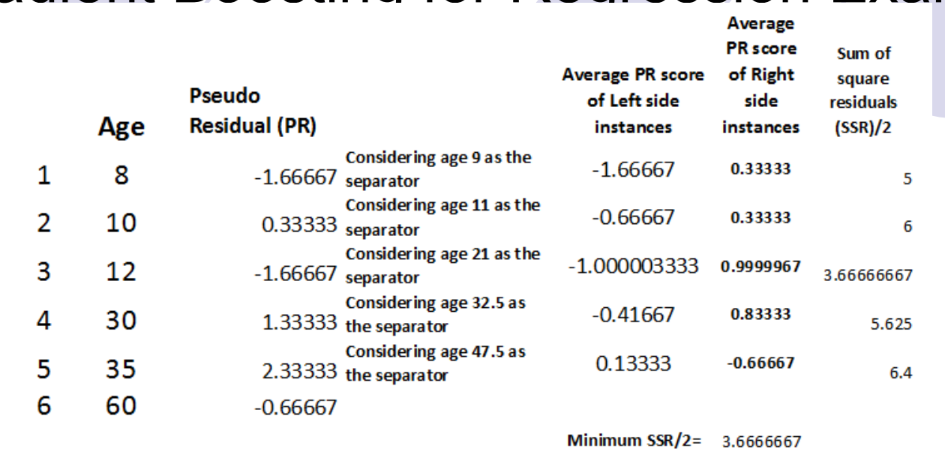 Age Pseudo Residual (PR) Average PR score of Left side instances Average PR score of Right side instances Sum of square residuals (SSR)/2
1 8 -1.66667 Considering age 9 as the separator -1.66667 0.33333 5
2 10 0.33333 Considering age 11 as the separator -0.66667 0.33333 6
3 12 -1.66667 Considering age 21 as the separator -1.000003333 0.9999967 3.66666667
4 30 1.33333 Considering age 32.5 as the separator -0.41667 0.83333 5.625
5 35 2.33333 Considering age 47.5 as the separator 0.13333 -0.66667 6.4
6 60 -0.66667
Minimum SSR/2= 3.6666667